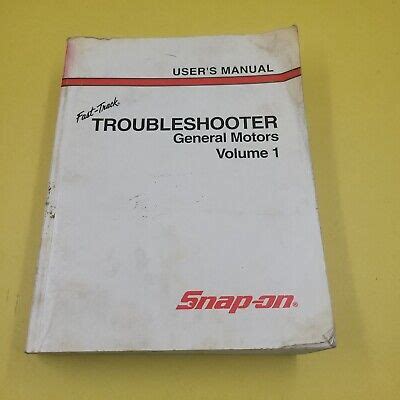 USER'S MANUAL
Fast-Track®
TROUBLESHOOTER
General Motors
Volume 1
Snap-on®